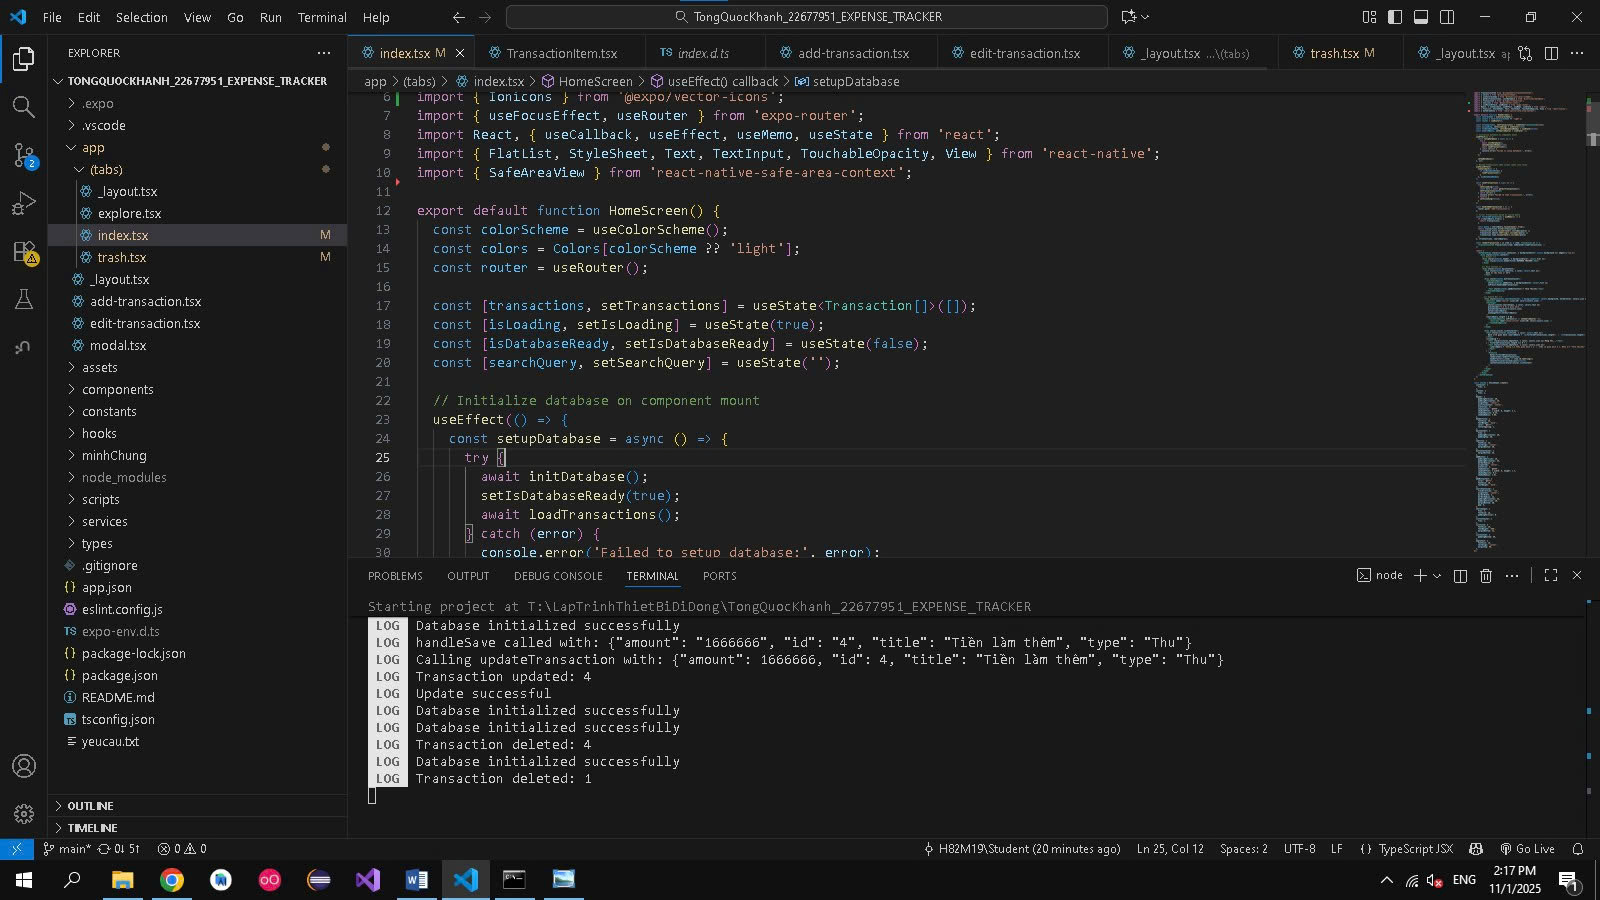 File Edit Selection View Go Run Terminal Help
TongQuocKhanh_22677951_EXPENSE_TRACKER
EXPLORER
TONGQUOCKHANH_22677951_EXPENSE_TRACKER
.expo
.vscode
app
(tabs)
_layout.tsx
explore.tsx
index.tsx M
trash.tsx M
_layout.tsx
add-transaction.tsx
edit-transaction.tsx
modal.tsx
assets
components
constants
hooks
minhChung
node_modules
scripts
services
types
.gitignore
app.json
eslint.config.js
TS expo-env.d.ts
package-lock.json
package.json
README.md
tsconfig.json
yeucau.txt
OUTLINE
TIMELINE
2
index.tsx M
TransactionItem.tsx
TS index.d.ts
add-transaction.tsx
edit-transaction.tsx
_layout.tsx ...\(tabs)
trash.tsx M
_layout.tsx
app > (tabs) > index.tsx > HomeScreen > useEffect() callback > setupDatabase
6 import { Ionicons } from '@expo/vector-icons';
7 import { useFocusEffect, useRouter } from 'expo-router';
8 import React, { useCallback, useEffect, useMemo, useState } from 'react';
9 import { FlatList, StyleSheet, Text, TextInput, TouchableOpacity, View } from 'react-native';
10 import { SafeAreaView } from 'react-native-safe-area-context';
11
12 export default function HomeScreen() {
13 const colorScheme = useColorScheme();
14 const colors = Colors[colorScheme ?? 'light'];
15 const router = useRouter();
16
17 const [transactions, setTransactions] = useState<Transaction[]>([]);
18 const [isLoading, setIsLoading] = useState(true);
19 const [isDatabaseReady, setIsDatabaseReady] = useState(false);
20 const [searchQuery, setSearchQuery] = useState('');
21
22 // Initialize database on component mount
23 useEffect(() => {
24 const setupDatabase = async () => {
25 try {
26 await initDatabase();
27 setIsDatabaseReady(true);
28 await loadTransactions();
29 } catch (error) {
30 console.error('Failed to setup database:', error);
PROBLEMS OUTPUT DEBUG CONSOLE TERMINAL PORTS
node
Starting project at T:\LapTrinhThietBiDiDong\TongQuocKhanh_22677951_EXPENSE_TRACKER
LOG Database initialized successfully
LOG handleSave called with: {"amount": "1666666", "id": "4", "title": "Tiền làm thêm", "type": "Thu"}
LOG Calling updateTransaction with: {"amount": 1666666, "id": 4, "title": "Tiền làm thêm", "type": "Thu"}
LOG Transaction updated: 4
LOG Update successful
LOG Database initialized successfully
LOG Database initialized successfully
LOG Transaction deleted: 4
LOG Database initialized successfully
LOG Transaction deleted: 1
main* 0↓ 5↑ 0 0
H82M19\Student (20 minutes ago) Ln 25, Col 12 Spaces: 2 UTF-8 LF {} TypeScript JSX Go Live
ENG
2:17 PM
11/1/2025
1